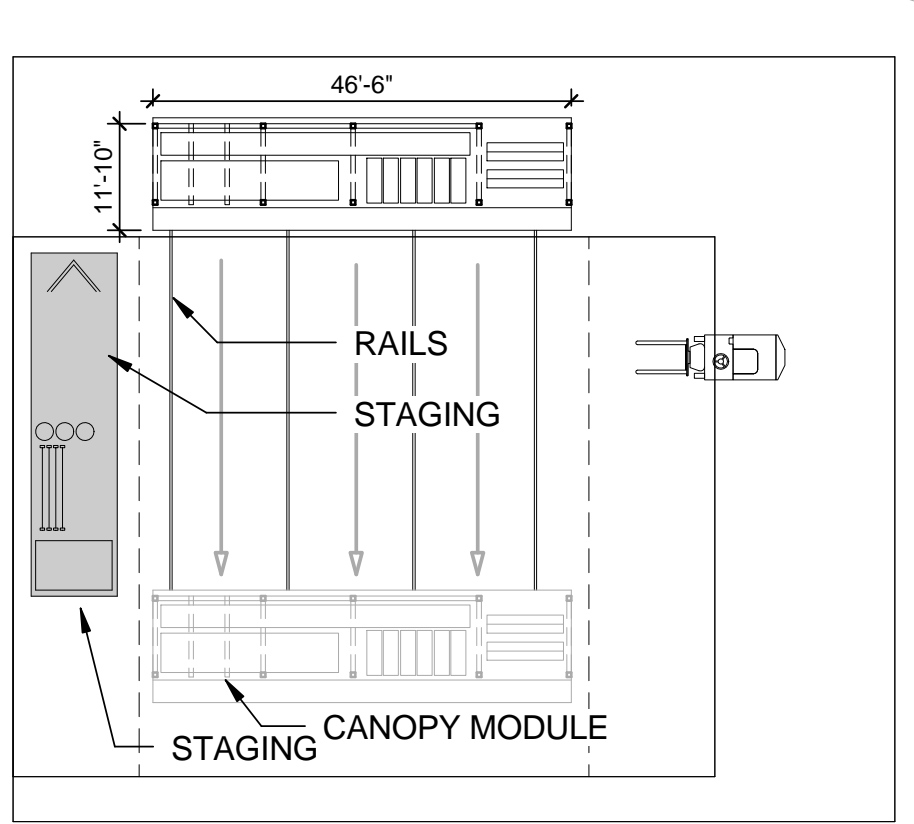 46'-6"
11'-10"
RAILS
STAGING
CANOPY MODULE
STAGING